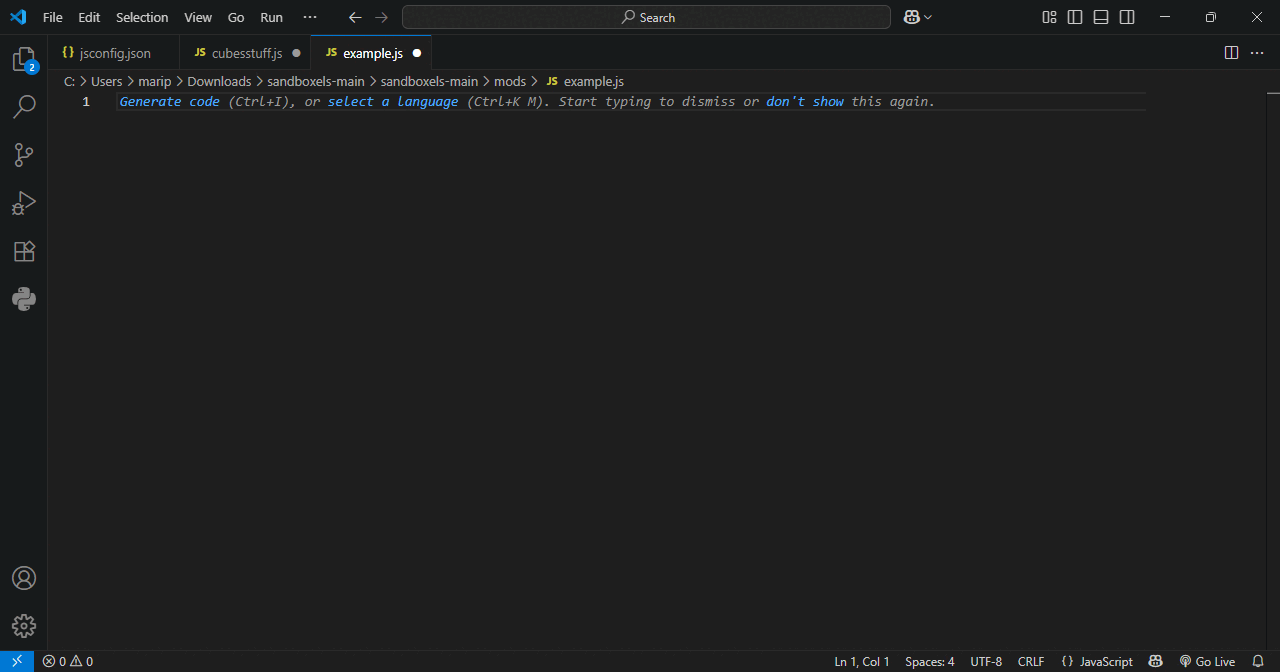 File Edit Selection View Go Run ··· Search
{} jsconfig.json JS cubesstuff.js JS example.js ···
2
C: > Users > marip > Downloads > sandboxels-main > sandboxels-main > mods > JS example.js
1 Generate code (Ctrl+I), or select a language (Ctrl+K M). Start typing to dismiss or don't show this again.
0 0 Ln 1, Col 1 Spaces: 4 UTF-8 CRLF {} JavaScript Go Live